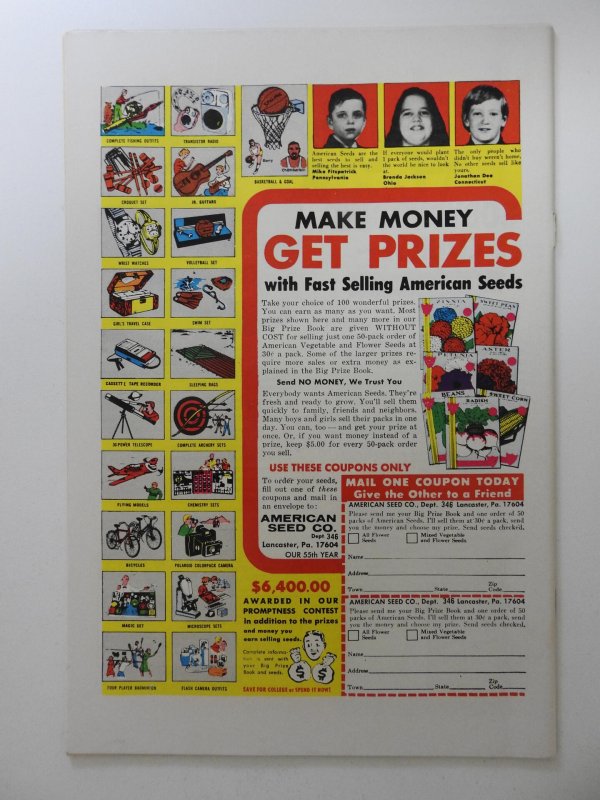 COMPLETE FISHING OUTFITS
TRANSISTOR RADIO
CROQUET SET
JR. GUITARS
WRIST WATCHES
VOLLEYBALL SET
GIRL'S TRAVEL CASE
SWIM SET
CASSETTE TAPE RECORDER
SLEEPING BAGS
30-POWER TELESCOPE
COMPLETE ARCHERY SETS
FLYING MODELS
CHEMISTRY SETS
BICYCLES
POLAROID COLORPACK CAMERA
MAGIC SET
MICROSCOPE SETS
FOUR PLAYER BADMINTON
FLASH CAMERA OUTFITS
BASKETBALL & GOAL
American Seeds are the
best seeds to sell and
selling the best is easy.
Mike Fitzpatrick
Pennsylvania
If everyone would plant
1 pack of seeds, wouldn't
the world be nice to look
at.
Brenda Jackson
Ohio
The only people who
didn't buy weren't home.
No other seeds sell like
yours.
Jonathan Dee
Connecticut
MAKE MONEY
GET PRIZES
with Fast Selling American Seeds
Take your choice of 100 wonderful prizes.
You can earn as many as you want. Most
prizes shown here and many more in our
Big Prize Book are given WITHOUT
COST for selling just one 50-pack order of
American Vegetable and Flower Seeds at
30¢ a pack. Some of the larger prizes re-
quire more sales or extra money as ex-
plained in the Big Prize Book.
Send NO MONEY, We Trust You
Everybody wants American Seeds. They're
fresh and ready to grow. You'll sell them
quickly to family, friends and neighbors.
Many boys and girls sell their packs in one
day. You can, too — and get your prize at
once. Or, if you want money instead of a
prize, keep $5.00 for every 50-pack order
you sell.
ZINNIA
SWEET PEAS
PETUNIA
ASTER
BEANS
RADISH
SWEET CORN
USE THESE COUPONS ONLY
To order your seeds,
fill out one of these
coupons and mail in
an envelope to:
AMERICAN
SEED CO.
Dept 346
Lancaster, Pa. 17604
OUR 55th YEAR
$6,400.00
AWARDED IN OUR
PROMPTNESS CONTEST
In addition to the prizes
and money you
earn selling seeds.
Complete informa-
tion is sent with
your Big Prize
Book and seeds.
SAVE FOR COLLEGE or SPEND IT NOW!
MAIL ONE COUPON TODAY
Give the Other to a Friend
AMERICAN SEED CO., Dept. 346 Lancaster, Pa. 17604
Please send me your Big Prize Book and one order of 50
packs of American Seeds. I'll sell them at 30¢ a pack, send
you the money and choose my prize. Send seeds checked.
All Flower Seeds
Mixed Vegetable and Flower Seeds
Name
Address
Town State Zip Code
AMERICAN SEED CO., Dept. 346 Lancaster, Pa. 17604
Please send me your Big Prize Book and one order of 50
packs of American Seeds. I'll sell them at 30¢ a pack, send
you the money and choose my prize. Send seeds checked.
All Flower Seeds
Mixed Vegetable and Flower Seeds
Name
Address
Town State Zip Code